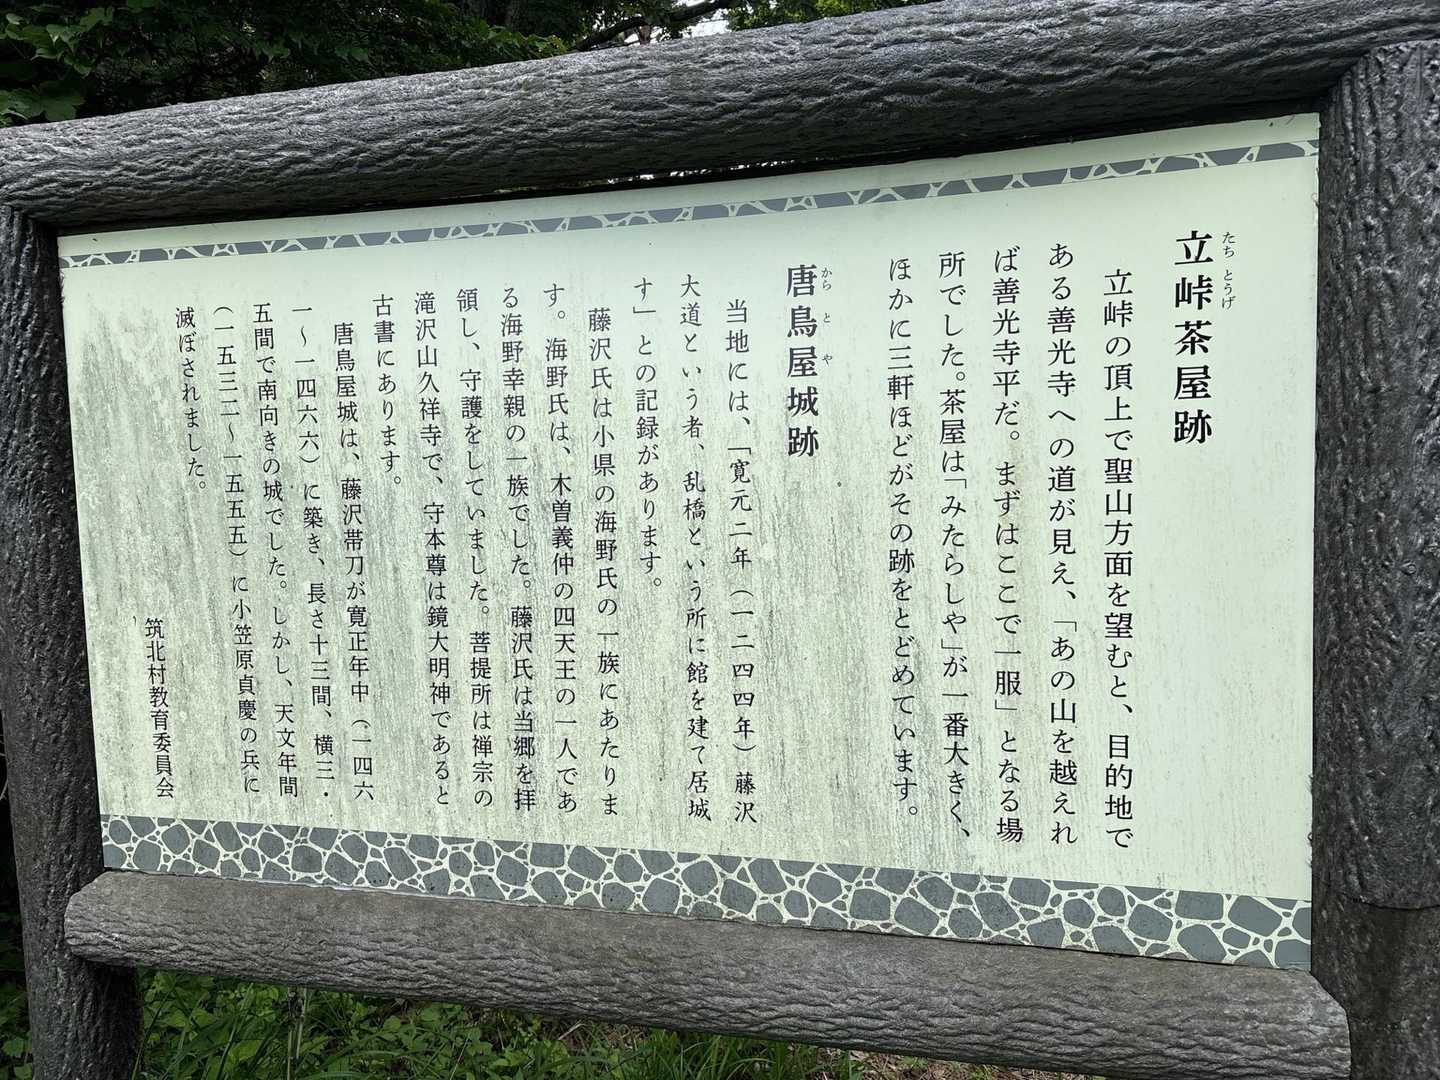 立峠茶屋跡
たち とうげ
立峠の頂上で聖山方面を望むと、目的地で
ある善光寺への道が見え、「あの山を越えれ
ば善光寺平だ。まずはここで一服」となる場
所でした。茶屋は「みたらしや」が一番大きく、
ほかに三軒ほどがその跡をとどめています。
唐鳥屋城跡
から と や
当地には、「寛元二年（一二四四年）藤沢
大道という者、乱橋という所に館を建て居城
す」との記録があります。
藤沢氏は小県の海野氏の一族にあたりま
す。海野氏は、木曽義仲の四天王の一人であ
る海野幸親の一族でした。藤沢氏は当郷を拝
領し、守護をしていました。菩提所は禅宗の
滝沢山久祥寺で、守本尊は鏡大明神であると
古書にあります。
唐鳥屋城は、藤沢帯刀が寛正年中（一四六
一～一四六六）に築き、長さ十三間、横三・
五間で南向きの城でした。しかし、天文年間
（一五三二～一五五五）に小笠原貞慶の兵に
滅ぼされました。
筑北村教育委員会